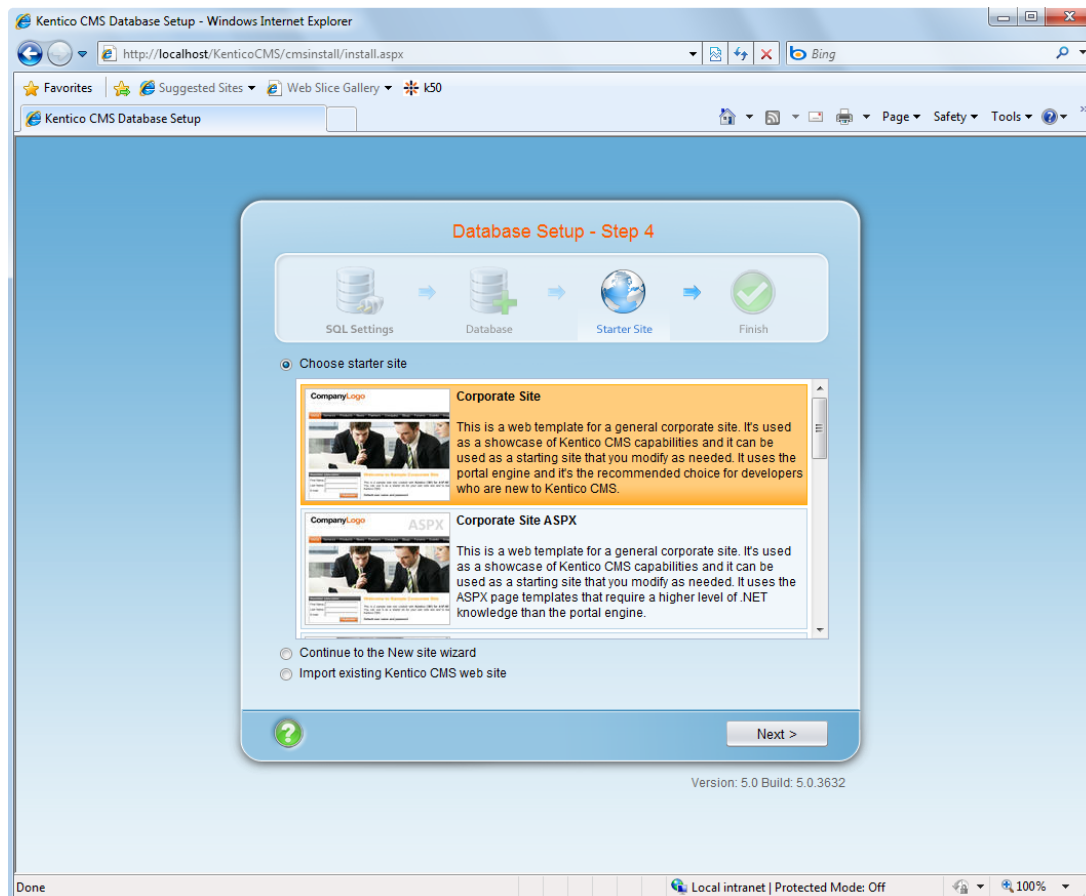 Kentico CMS Database Setup - Windows Internet Explorer
http://localhost/KenticoCMS/cmsinstall/install.aspx
Bing
Favorites
Suggested Sites
Web Slice Gallery
k50
Kentico CMS Database Setup
Page
Safety
Tools
Database Setup - Step 4
SQL Settings
Database
Starter Site
Finish
Choose starter site
CompanyLogo
Corporate Site
This is a web template for a general corporate site. It's used
as a showcase of Kentico CMS capabilities and it can be
used as a starting site that you modify as needed. It uses the
portal engine and it's the recommended choice for developers
who are new to Kentico CMS.
CompanyLogo
ASPX
Corporate Site ASPX
This is a web template for a general corporate site. It's used
as a showcase of Kentico CMS capabilities and it can be
used as a starting site that you modify as needed. It uses the
ASPX page templates that require a higher level of .NET
knowledge than the portal engine.
Continue to the New site wizard
Import existing Kentico CMS web site
?
Next >
Version: 5.0 Build: 5.0.3632
Done
Local intranet | Protected Mode: Off
100%